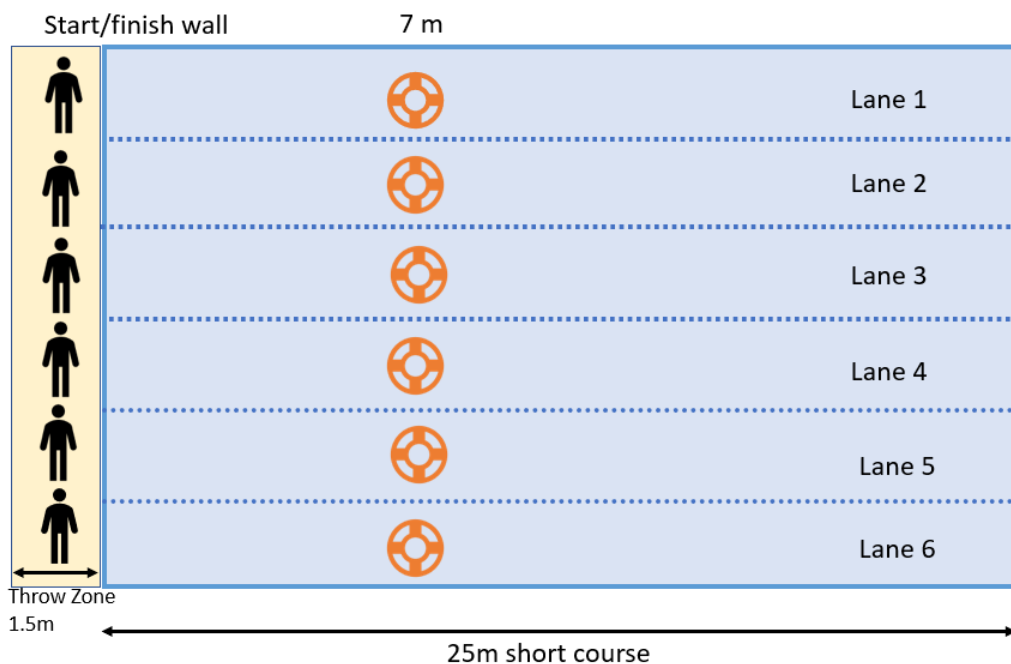 Start/finish wall
7 m
Lane 1
Lane 2
Lane 3
Lane 4
Lane 5
Lane 6
Throw Zone
1.5m
25m short course